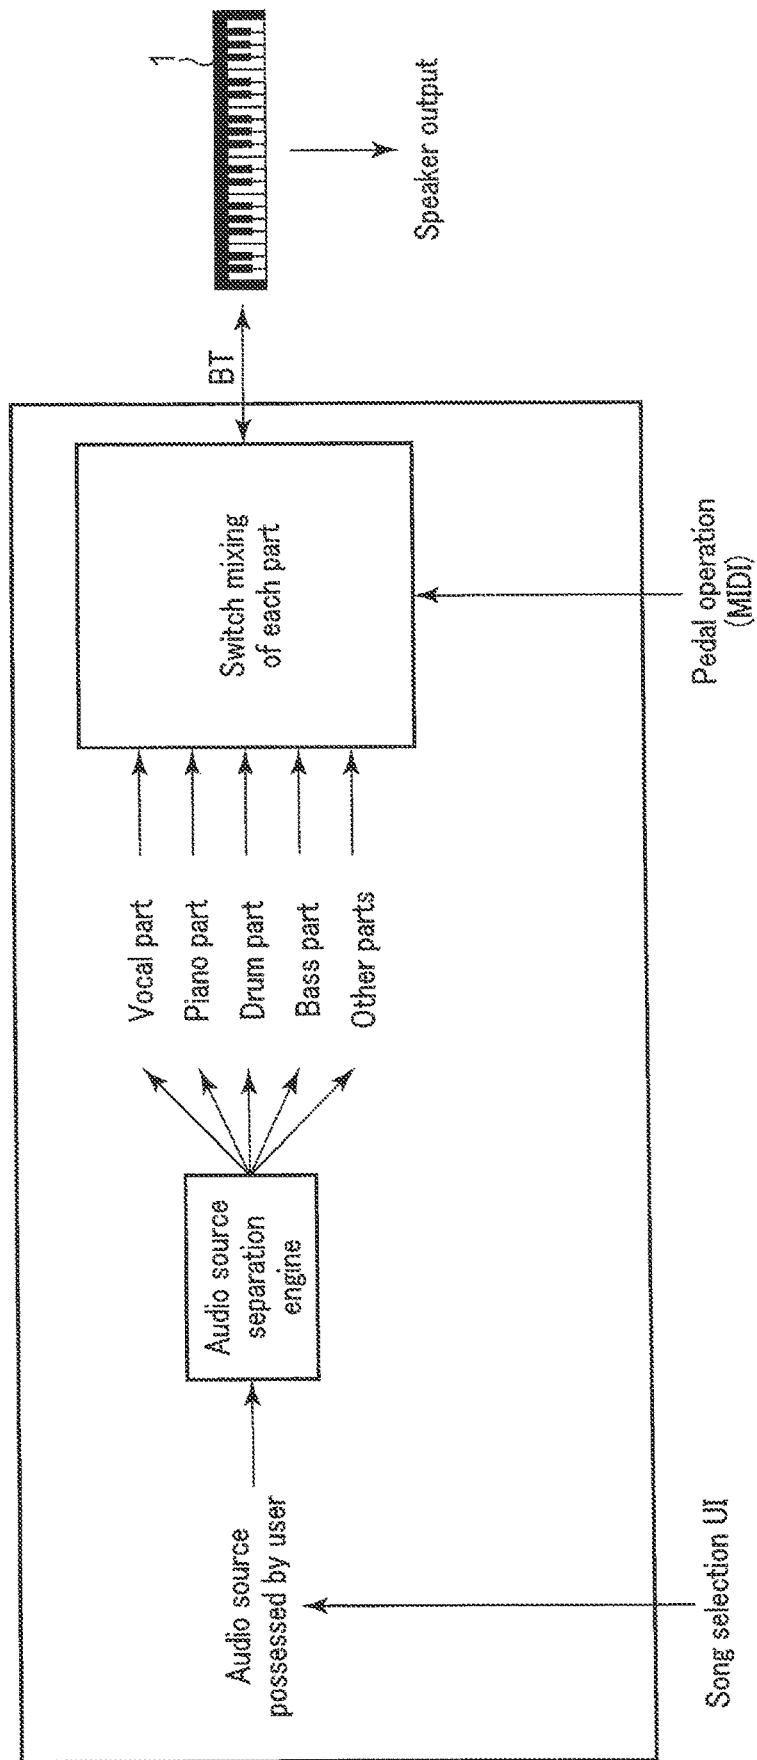 Audio source
possessed by user
Song selection UI
Audio source
separation
engine
Vocal part
Piano part
Drum part
Bass part
Other parts
Switch mixing
of each part
Pedal operation
(MIDI)
BT
1
Speaker output